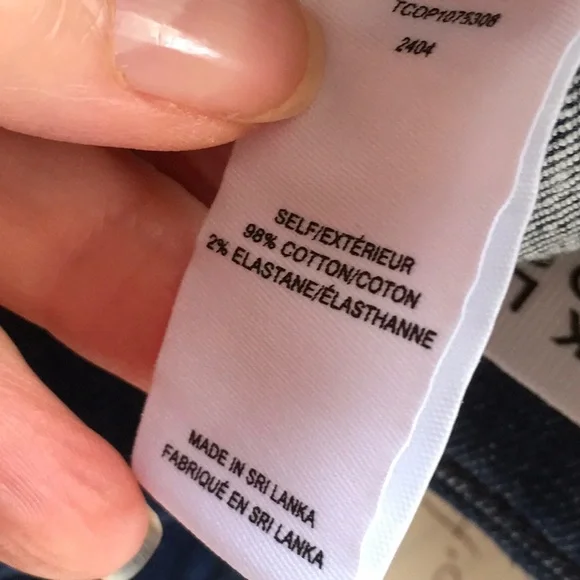 TCOP1075308
2404
SELF/EXTÉRIEUR
98% COTTON/COTON
2% ELASTANE/ÉLASTHANNE
MADE IN SRI LANKA
FABRIQUÉ EN SRI LANKA